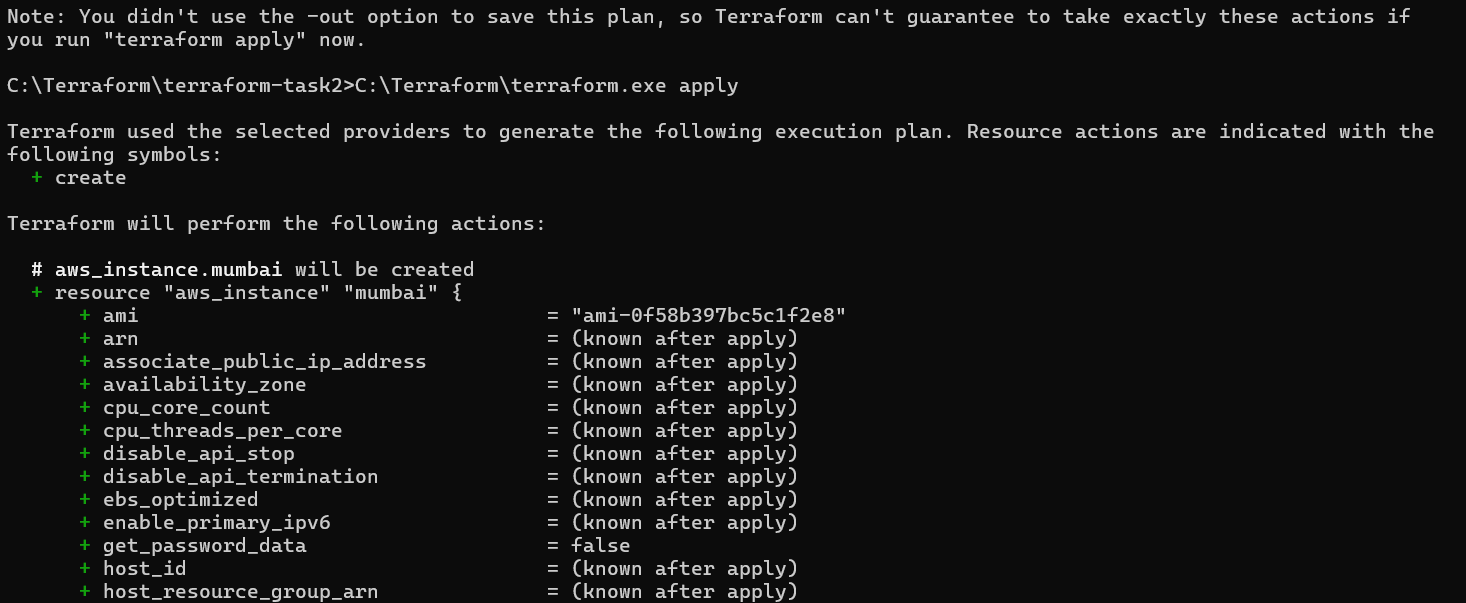 Note: You didn't use the -out option to save this plan, so Terraform can't guarantee to take exactly these actions if
you run "terraform apply" now.
C:\Terraform\terraform-task2>C:\Terraform\terraform.exe apply
Terraform used the selected providers to generate the following execution plan. Resource actions are indicated with the
following symbols:
  + create
Terraform will perform the following actions:
  # aws_instance.mumbai will be created
  + resource "aws_instance" "mumbai" {
      + ami                                  = "ami-0f58b397bc5c1f2e8"
      + arn                                  = (known after apply)
      + associate_public_ip_address          = (known after apply)
      + availability_zone                    = (known after apply)
      + cpu_core_count                       = (known after apply)
      + cpu_threads_per_core                 = (known after apply)
      + disable_api_stop                     = (known after apply)
      + disable_api_termination              = (known after apply)
      + ebs_optimized                        = (known after apply)
      + enable_primary_ipv6                  = (known after apply)
      + get_password_data                    = false
      + host_id                              = (known after apply)
      + host_resource_group_arn              = (known after apply)